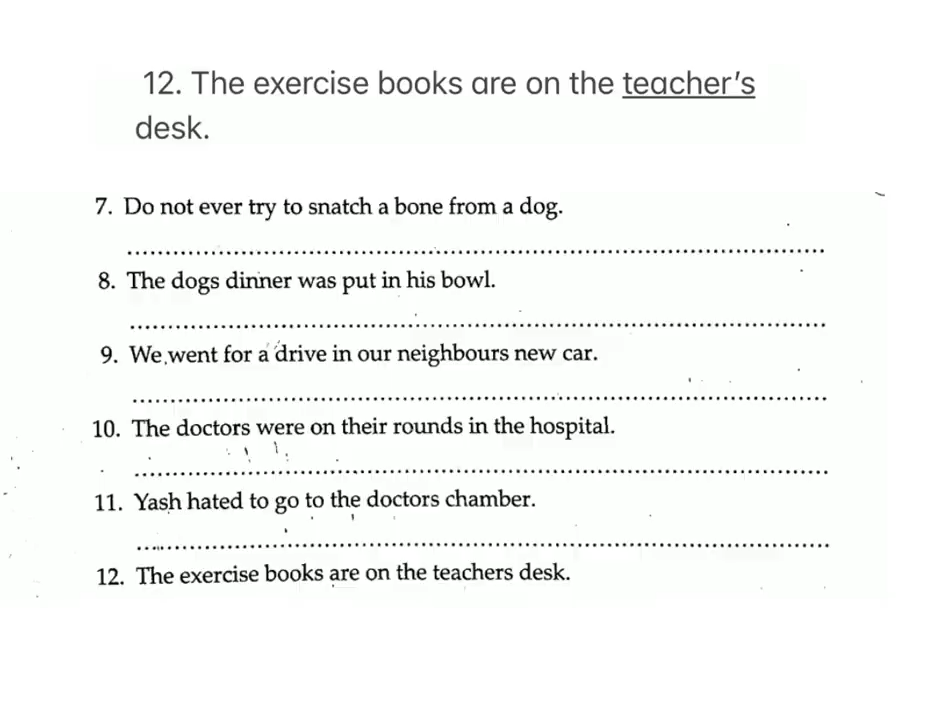 12. The exercise books are on the teacher's
desk.
7. Do not ever try to snatch a bone from a dog.
8. The dogs dinner was put in his bowl.
9. We went for a drive in our neighbours new car.
10. The doctors were on their rounds in the hospital.
11. Yash hated to go to the doctors chamber.
12. The exercise books are on the teachers desk.